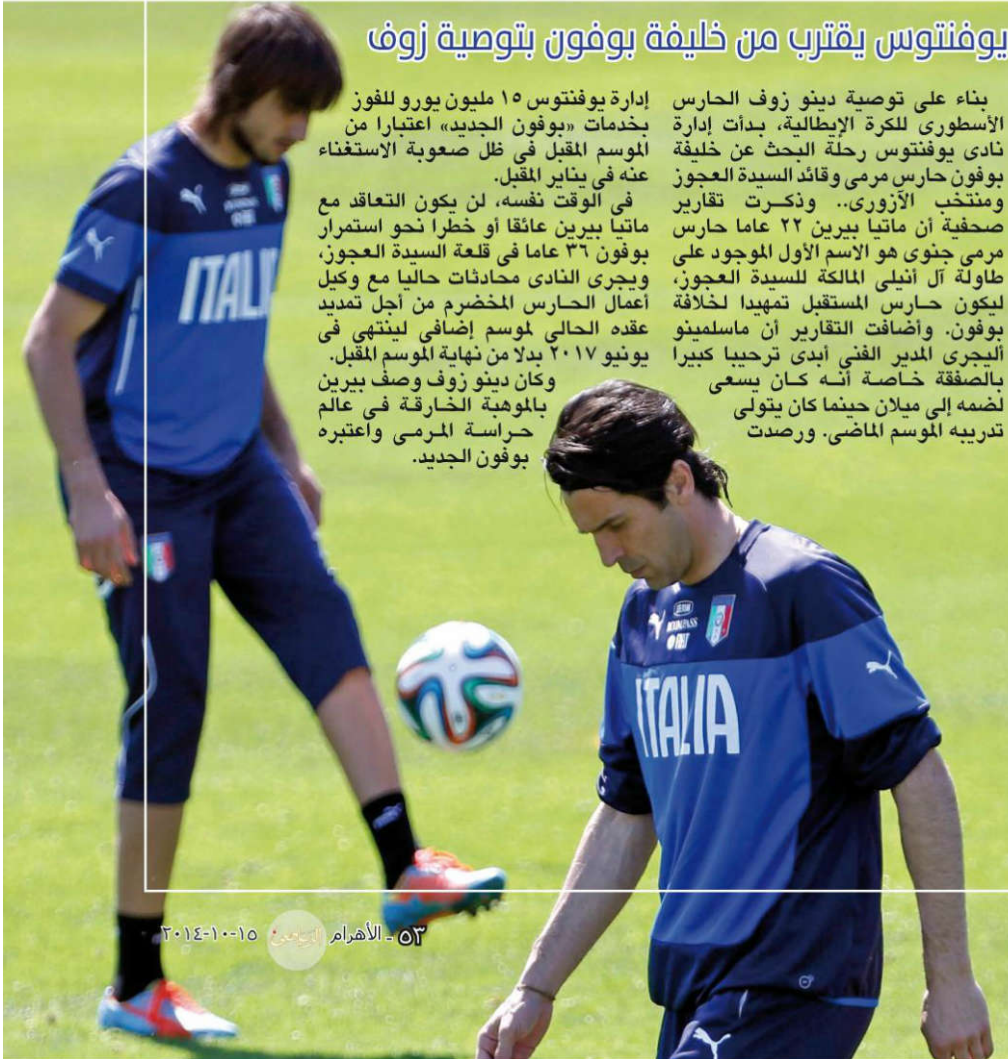 يوفنتوس يقترب من خليفة بوفون بتوصية زوف
بناء على توصية دينو زوف الحارس
الأسطورى للكرة الإيطالية، بدأت إدارة
نادى يوفنتوس رحلة البحث عن خليفة
بوفون حارس مرمى وقائد السيدة العجوز
ومنتخب الآزورى.. وذكرت تقارير
صحفية أن ماتيا بيرين ٢٢ عاما حارس
مرمى جنوى هو الاسم الأول الموجود على
طاولة آل أنيلى المالكة للسيدة العجوز،
ليكون حارس المستقبل تمهيدا لخلافة
بوفون. وأضافت التقارير أن ماسلمينو
أليجرى المدير الفنى أبدى ترحيبا كبيرا
بالصفقة خاصة أنه كان يسعى
لضمه إلى ميلان حينما كان يتولى
تدريبه الموسم الماضى. ورصدت
إدارة يوفنتوس ١٥ مليون يورو للفوز
بخدمات «بوفون الجديد» اعتبارا من
الموسم المقبل فى ظل صعوبة الاستغناء
عنه فى يناير المقبل.
فى الوقت نفسه، لن يكون التعاقد مع
ماتيا بيرين عائقا أو خطرا نحو استمرار
بوفون ٣٦ عاما فى قلعة السيدة العجوز،
ويجرى النادى محادثات حاليا مع وكيل
أعمال الحارس المخضرم من أجل تمديد
عقده الحالى لموسم إضافى لينتهى فى
يونيو ٢٠١٧ بدلا من نهاية الموسم المقبل.
وكان دينو زوف وصف بيرين
بالموهبة الخارقة فى عالم
حراسة المرمى واعتبره
بوفون الجديد.
ITALI
ITALIA
٥٣ - الأهرام العربى ١٥-١٠-٢٠١٤